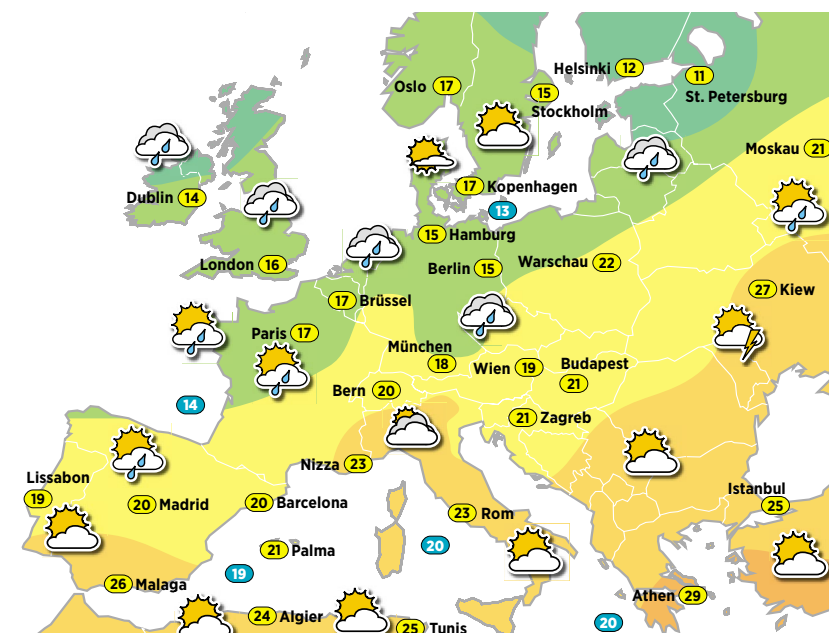 Helsinki 12
11
St. Petersburg
Oslo 17
15
Stockholm
Moskau 21
17 Kopenhagen
Dublin 14
13
15 Hamburg
London 16
Berlin 15
Warschau 22
27 Kiew
17 Brüssel
Paris 17
München
18
Wien 19
Budapest
21
Bern 20
14
21 Zagreb
Nizza 23
Lissabon
19
20 Madrid
20 Barcelona
Istanbul
25
23 Rom
20
21 Palma
19
26 Malaga
Athen 29
24 Algier
20
25 Tunis